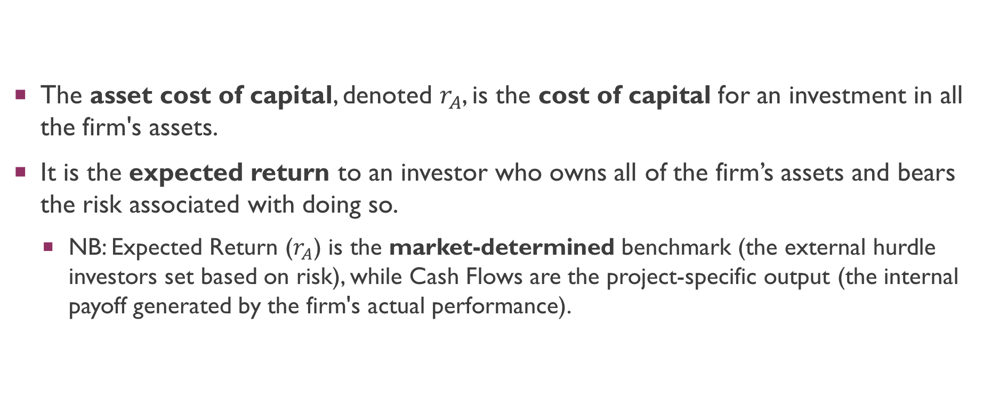 ▪ The asset cost of capital, denoted r_A, is the cost of capital for an investment in all
the firm's assets.
▪ It is the expected return to an investor who owns all of the firm’s assets and bears
the risk associated with doing so.
▪ NB: Expected Return (r_A) is the market-determined benchmark (the external hurdle
investors set based on risk), while Cash Flows are the project-specific output (the internal
payoff generated by the firm's actual performance).